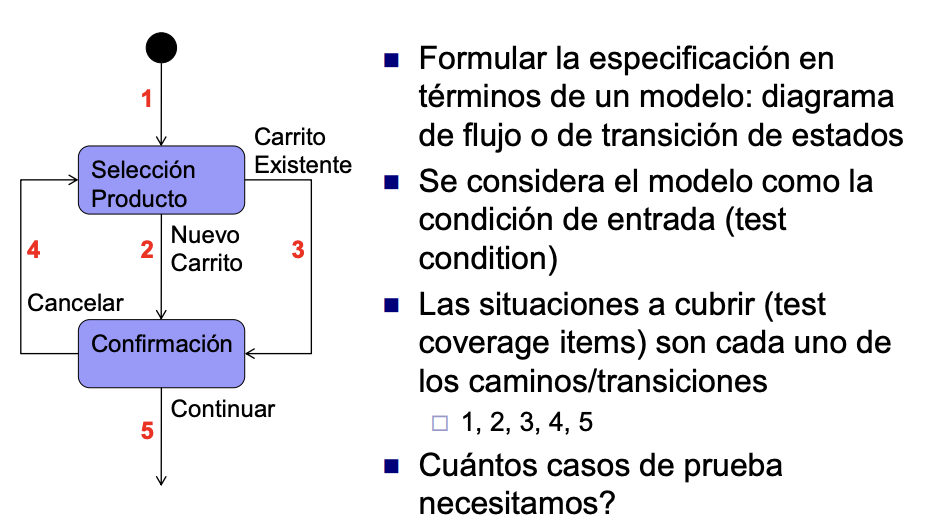 1
Selección
Producto
Carrito
Existente
4
2
Nuevo
Carrito
3
Cancelar
Confirmación
Continuar
5
■ Formular la especificación en
términos de un modelo: diagrama
de flujo o de transición de estados
■ Se considera el modelo como la
condición de entrada (test
condition)
■ Las situaciones a cubrir (test
coverage items) son cada uno de
los caminos/transiciones
□ 1, 2, 3, 4, 5
■ Cuántos casos de prueba
necesitamos?